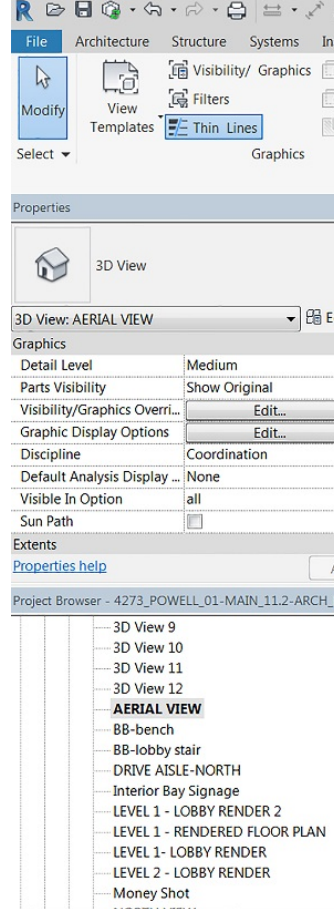 File Architecture Structure Systems In
Modify
View Templates
Visibility/ Graphics
Filters
Thin Lines
Select
Graphics
Properties
3D View
3D View: AERIAL VIEW
Graphics
Detail Level Medium
Parts Visibility Show Original
Visibility/Graphics Overri... Edit...
Graphic Display Options Edit...
Discipline Coordination
Default Analysis Display ... None
Visible In Option all
Sun Path
Extents
Properties help
Project Browser - 4273_POWELL_01-MAIN_11.2-ARCH_
3D View 9
3D View 10
3D View 11
3D View 12
AERIAL VIEW
BB-bench
BB-lobby stair
DRIVE AISLE-NORTH
Interior Bay Signage
LEVEL 1 - LOBBY RENDER 2
LEVEL 1 - RENDERED FLOOR PLAN
LEVEL 1- LOBBY RENDER
LEVEL 2 - LOBBY RENDER
Money Shot